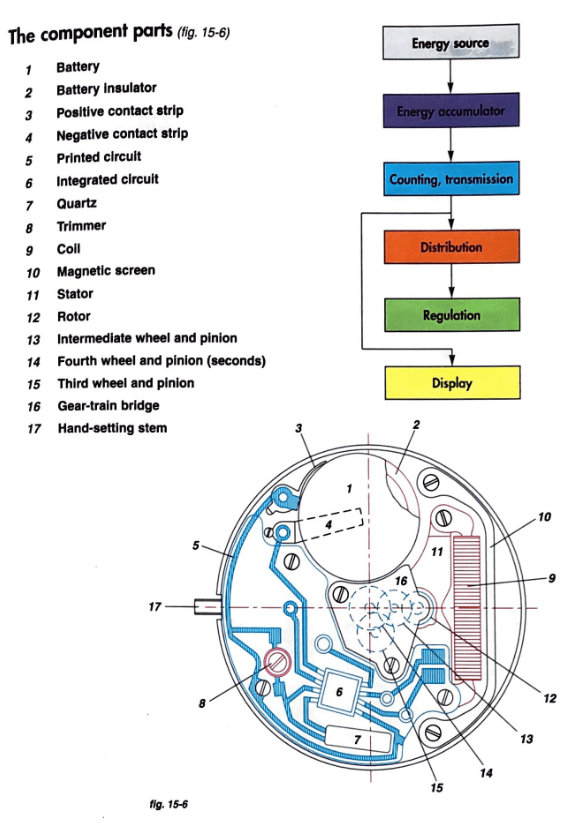 The component parts (fig. 15-6)
1 Battery
2 Battery insulator
3 Positive contact strip
4 Negative contact strip
5 Printed circuit
6 Integrated circuit
7 Quartz
8 Trimmer
9 Coil
10 Magnetic screen
11 Stator
12 Rotor
13 Intermediate wheel and pinion
14 Fourth wheel and pinion (seconds)
15 Third wheel and pinion
16 Gear-train bridge
17 Hand-setting stem
Energy source
Energy accumulator
Counting, transmission
Distribution
Regulation
Display
3
2
1
4
10
5
11
16
9
17
6
8
12
7
13
14
15
fig. 15-6